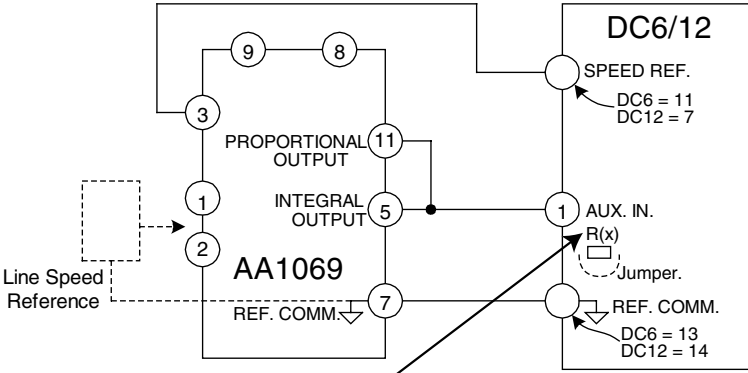 DC6/12
9
8
SPEED REF.
DC6 = 11
DC12 = 7
3
PROPORTIONAL
OUTPUT
11
1
INTEGRAL
OUTPUT
5
1
AUX. IN.
R(x)
2
Jumper.
AA1069
Line Speed
Reference
REF. COMM.
7
REF. COMM.
DC6 = 13
DC12 = 14